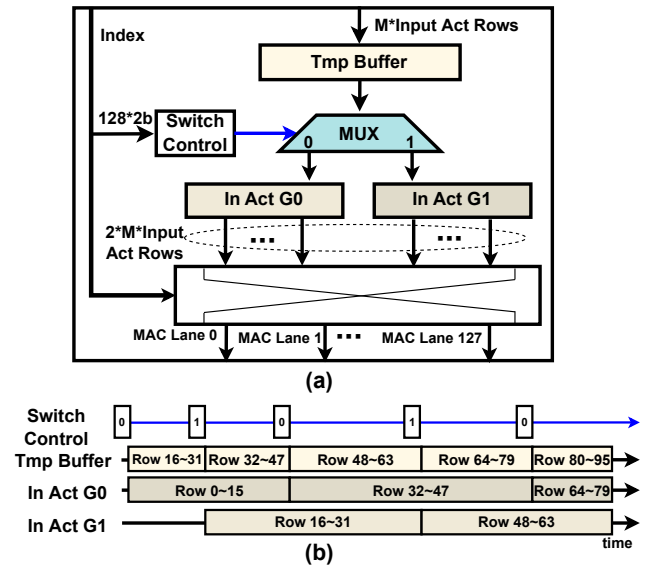 M*Input Act Rows
Index
Tmp Buffer
128*2b
Switch
Control
MUX
0 1
In Act G0 In Act G1
2*M*Input
Act Rows
... ...
MAC Lane 0 MAC Lane 1 ... MAC Lane 127
(a)
Switch
Control
0 1 0 1 0
Tmp Buffer Row 16~31 Row 32~47 Row 48~63 Row 64~79 Row 80~95
In Act G0 Row 0~15 Row 32~47 Row 64~79
In Act G1 Row 16~31 Row 48~63
time
(b)